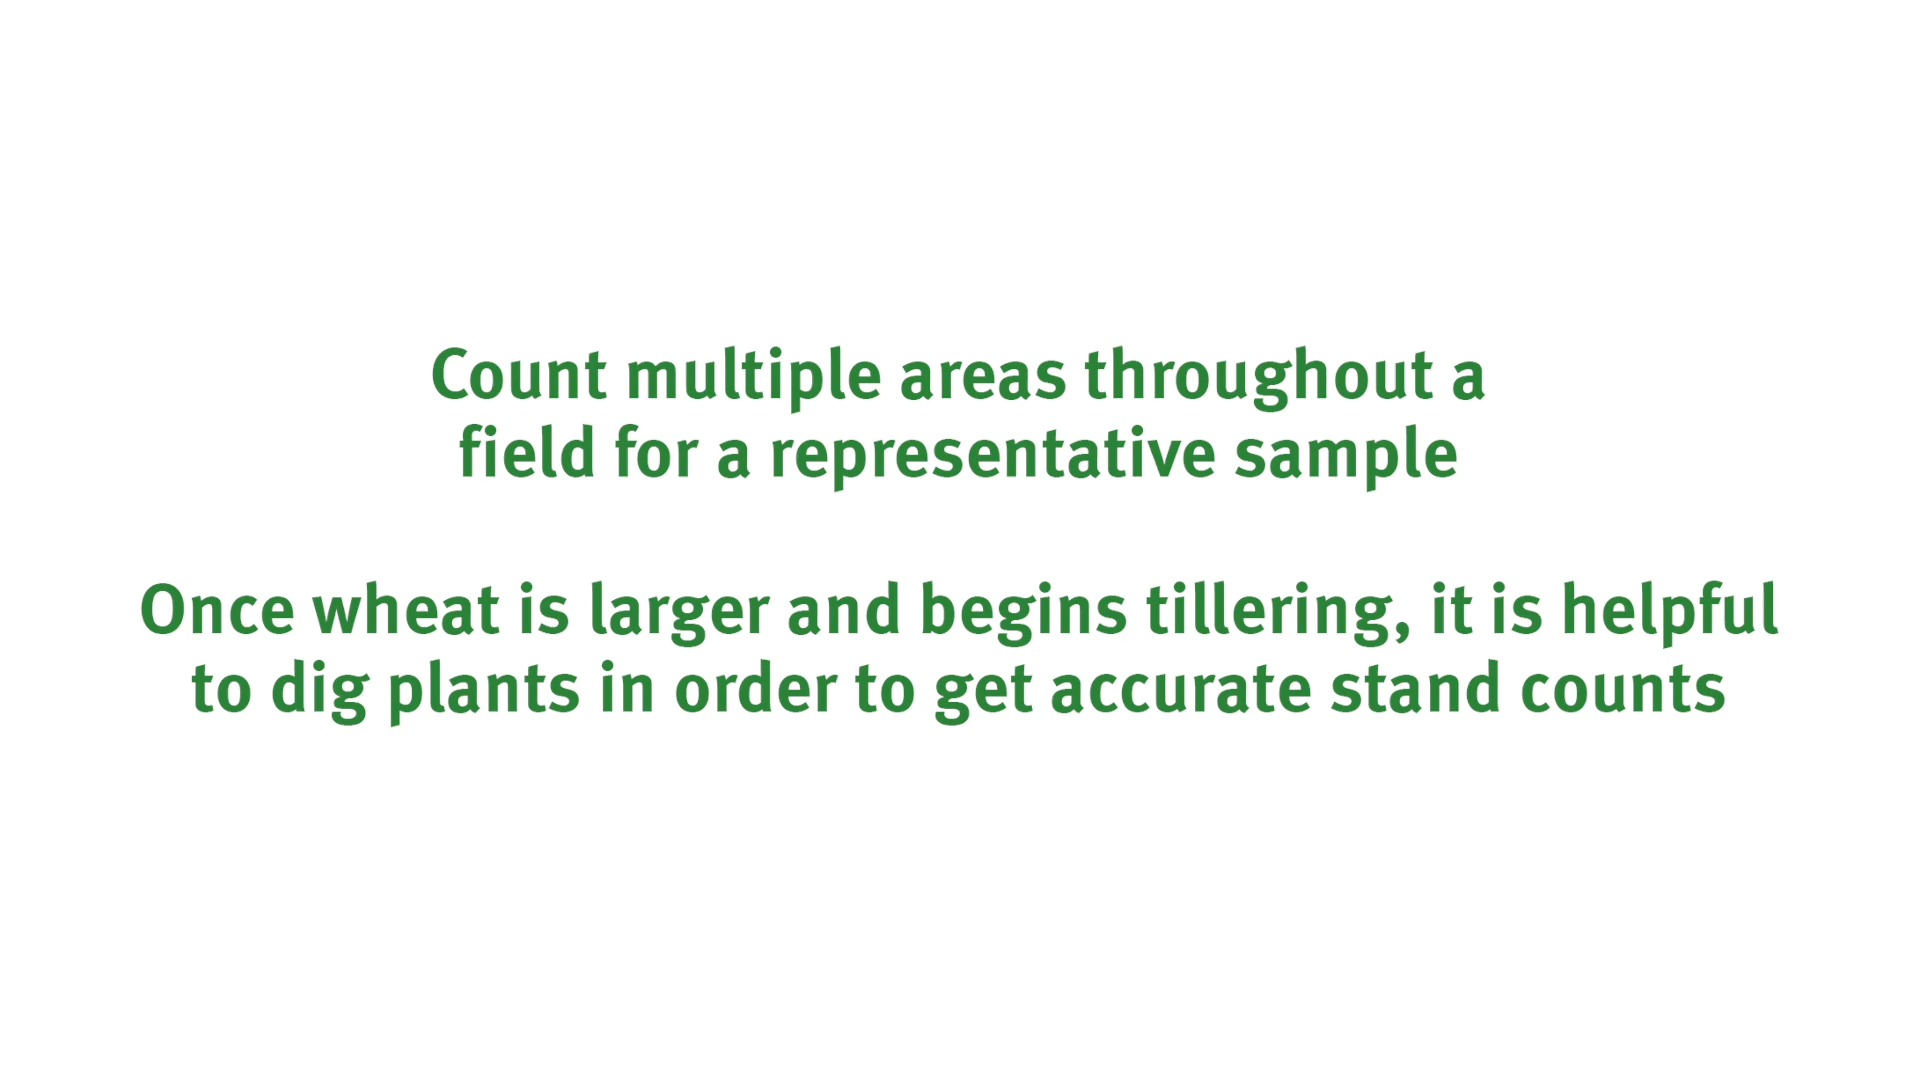 Count multiple areas throughout a
field for a representative sample
Once wheat is larger and begins tillering, it is helpful
to dig plants in order to get accurate stand counts